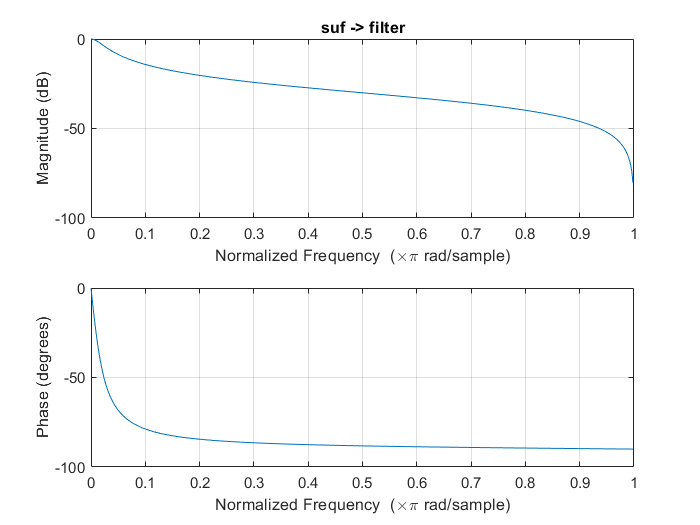 suf -> filter
0
-50
-100
Magnitude (dB)
0 0.1 0.2 0.3 0.4 0.5 0.6 0.7 0.8 0.9 1
Normalized Frequency (×π rad/sample)
0
-50
-100
Phase (degrees)
0 0.1 0.2 0.3 0.4 0.5 0.6 0.7 0.8 0.9 1
Normalized Frequency (×π rad/sample)